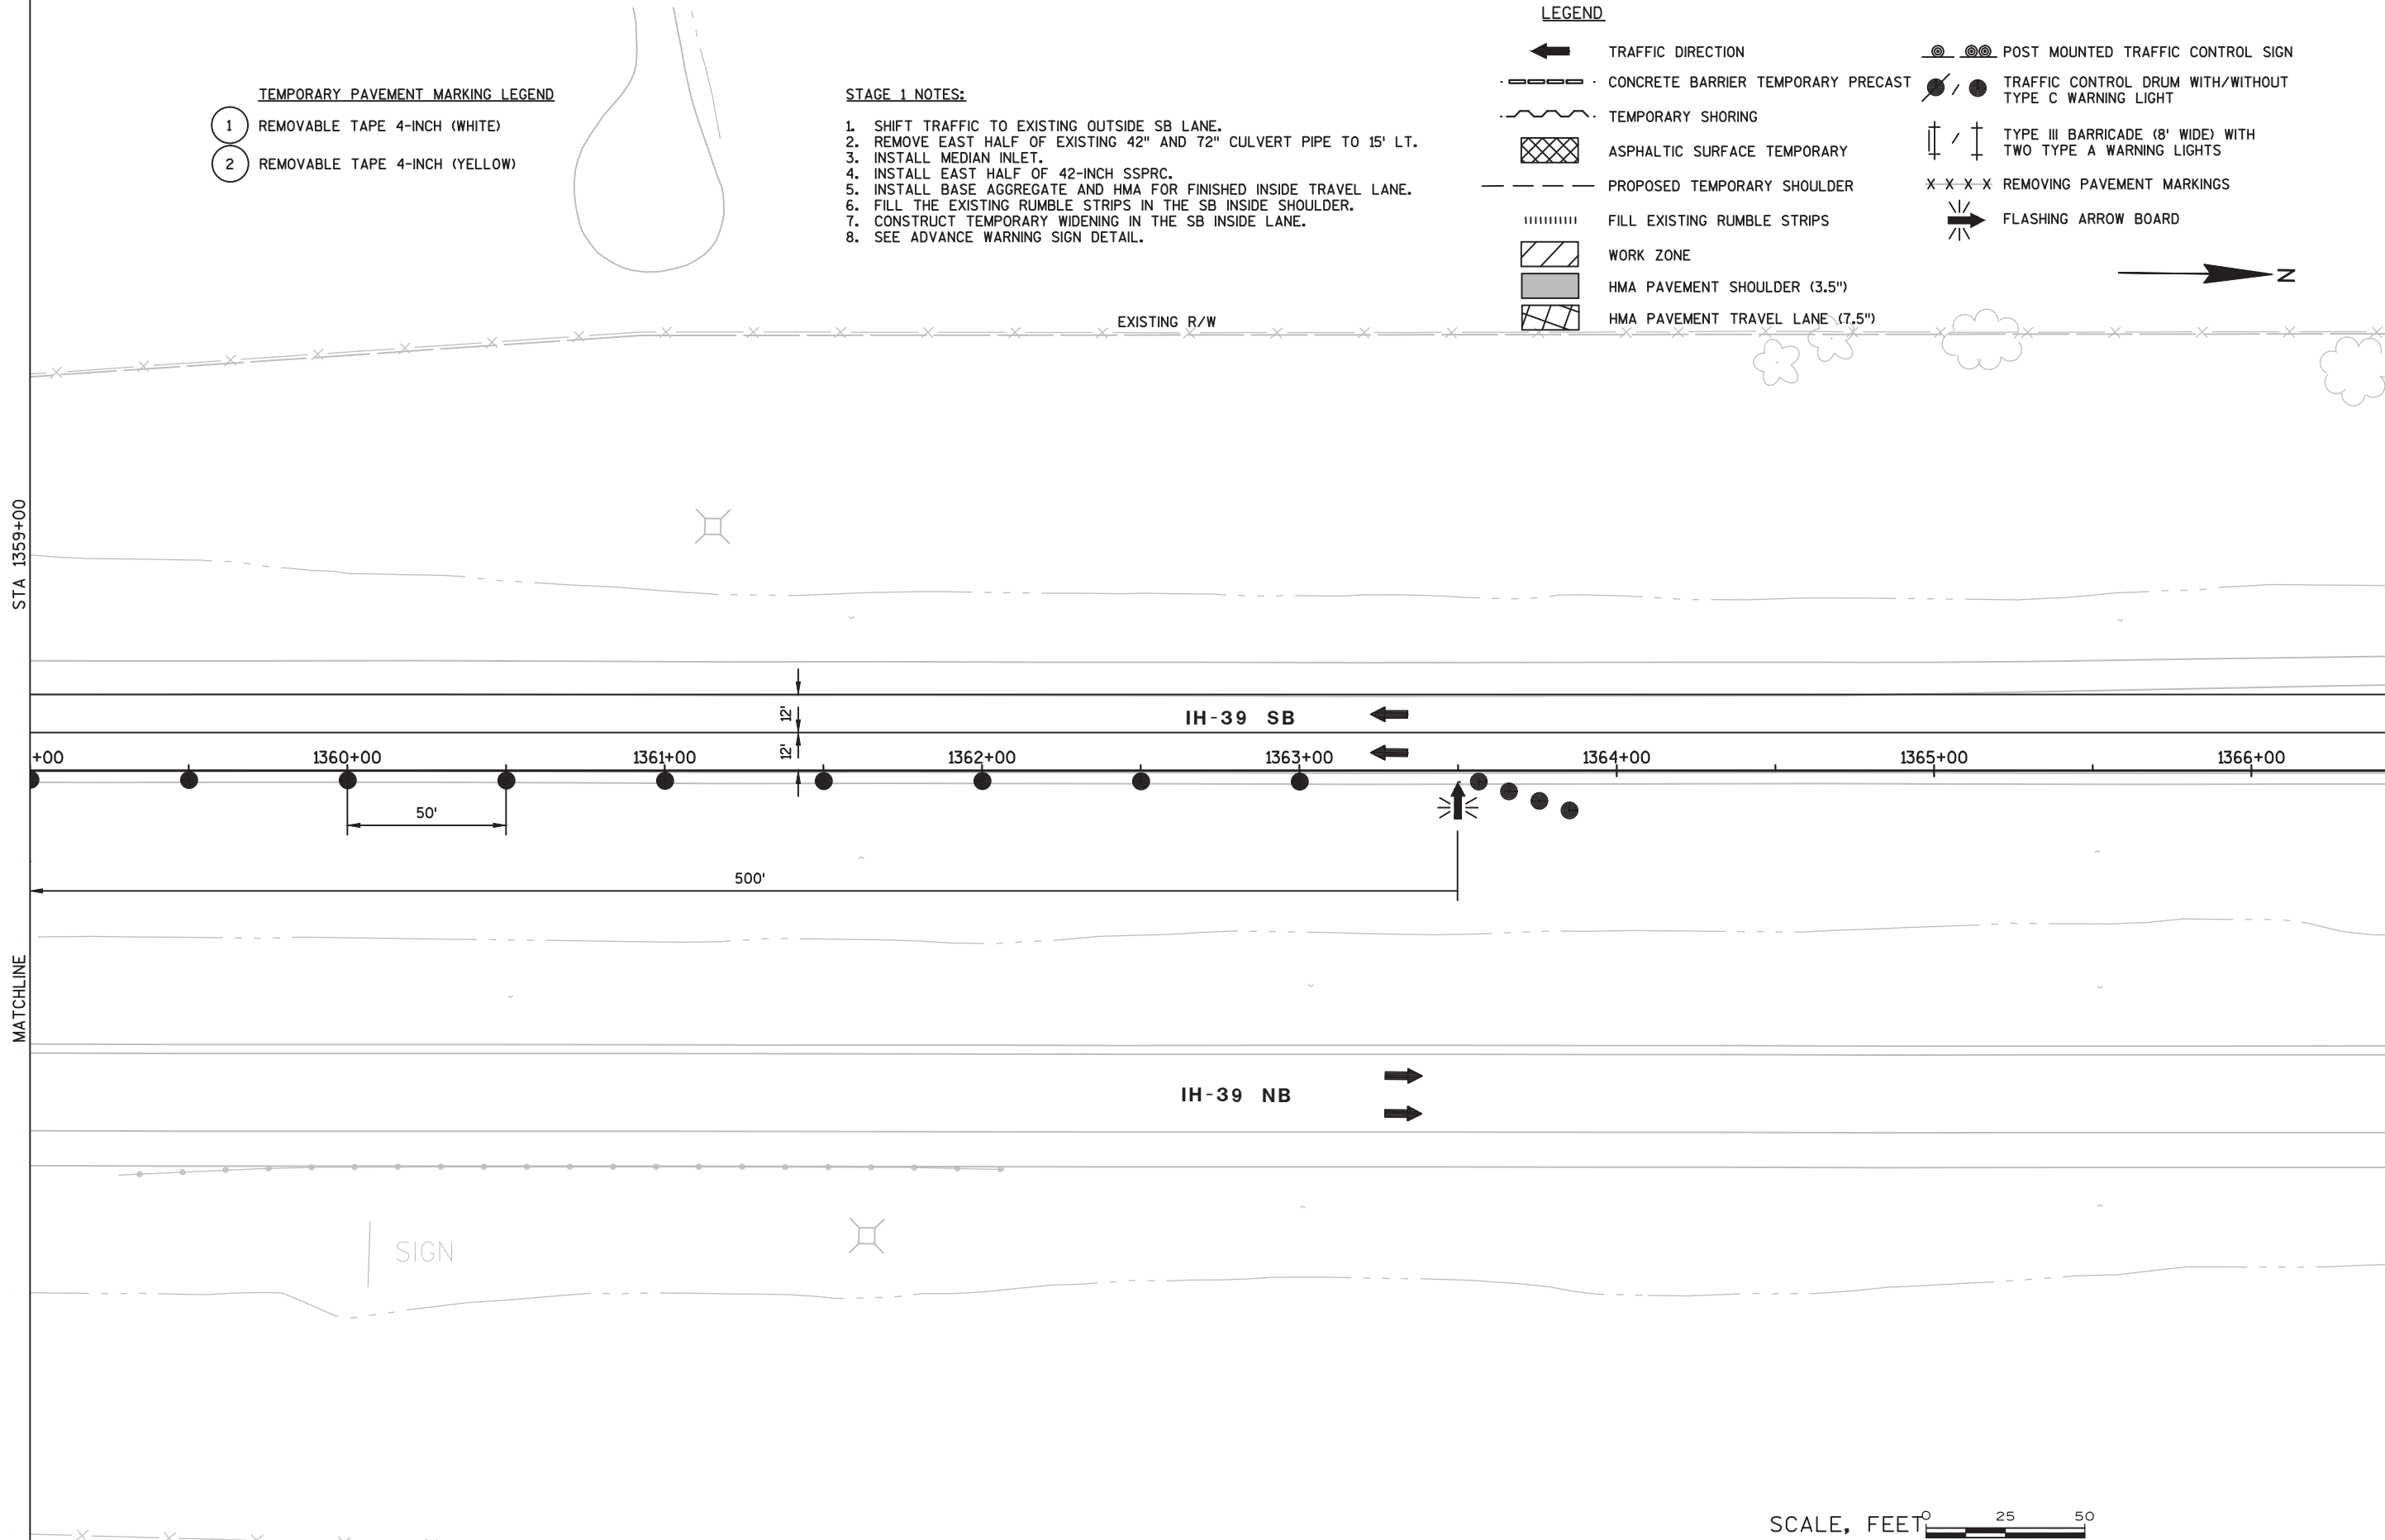 TEMPORARY PAVEMENT MARKING LEGEND
1 REMOVABLE TAPE 4-INCH (WHITE)
2 REMOVABLE TAPE 4-INCH (YELLOW)
STAGE 1 NOTES:
1. SHIFT TRAFFIC TO EXISTING OUTSIDE SB LANE.
2. REMOVE EAST HALF OF EXISTING 42" AND 72" CULVERT PIPE TO 15' LT.
3. INSTALL MEDIAN INLET.
4. INSTALL EAST HALF OF 42-INCH SSPRC.
5. INSTALL BASE AGGREGATE AND HMA FOR FINISHED INSIDE TRAVEL LANE.
6. FILL THE EXISTING RUMBLE STRIPS IN THE SB INSIDE SHOULDER.
7. CONSTRUCT TEMPORARY WIDENING IN THE SB INSIDE LANE.
8. SEE ADVANCE WARNING SIGN DETAIL.
LEGEND
TRAFFIC DIRECTION
CONCRETE BARRIER TEMPORARY PRECAST
TEMPORARY SHORING
ASPHALTIC SURFACE TEMPORARY
PROPOSED TEMPORARY SHOULDER
FILL EXISTING RUMBLE STRIPS
WORK ZONE
HMA PAVEMENT SHOULDER (3.5")
HMA PAVEMENT TRAVEL LANE (7.5")
POST MOUNTED TRAFFIC CONTROL SIGN
/ TRAFFIC CONTROL DRUM WITH/WITHOUT
TYPE C WARNING LIGHT
/ TYPE III BARRICADE (8' WIDE) WITH
TWO TYPE A WARNING LIGHTS
X X X X REMOVING PAVEMENT MARKINGS
FLASHING ARROW BOARD
N
EXISTING R/W
STA 1359+00
12'
IH-39 SB
12'
+00 1360+00 1361+00 1362+00 1363+00 1364+00 1365+00 1366+00
50'
500'
MATCHLINE
IH-39 NB
SIGN
SCALE, FEET 0 25 50